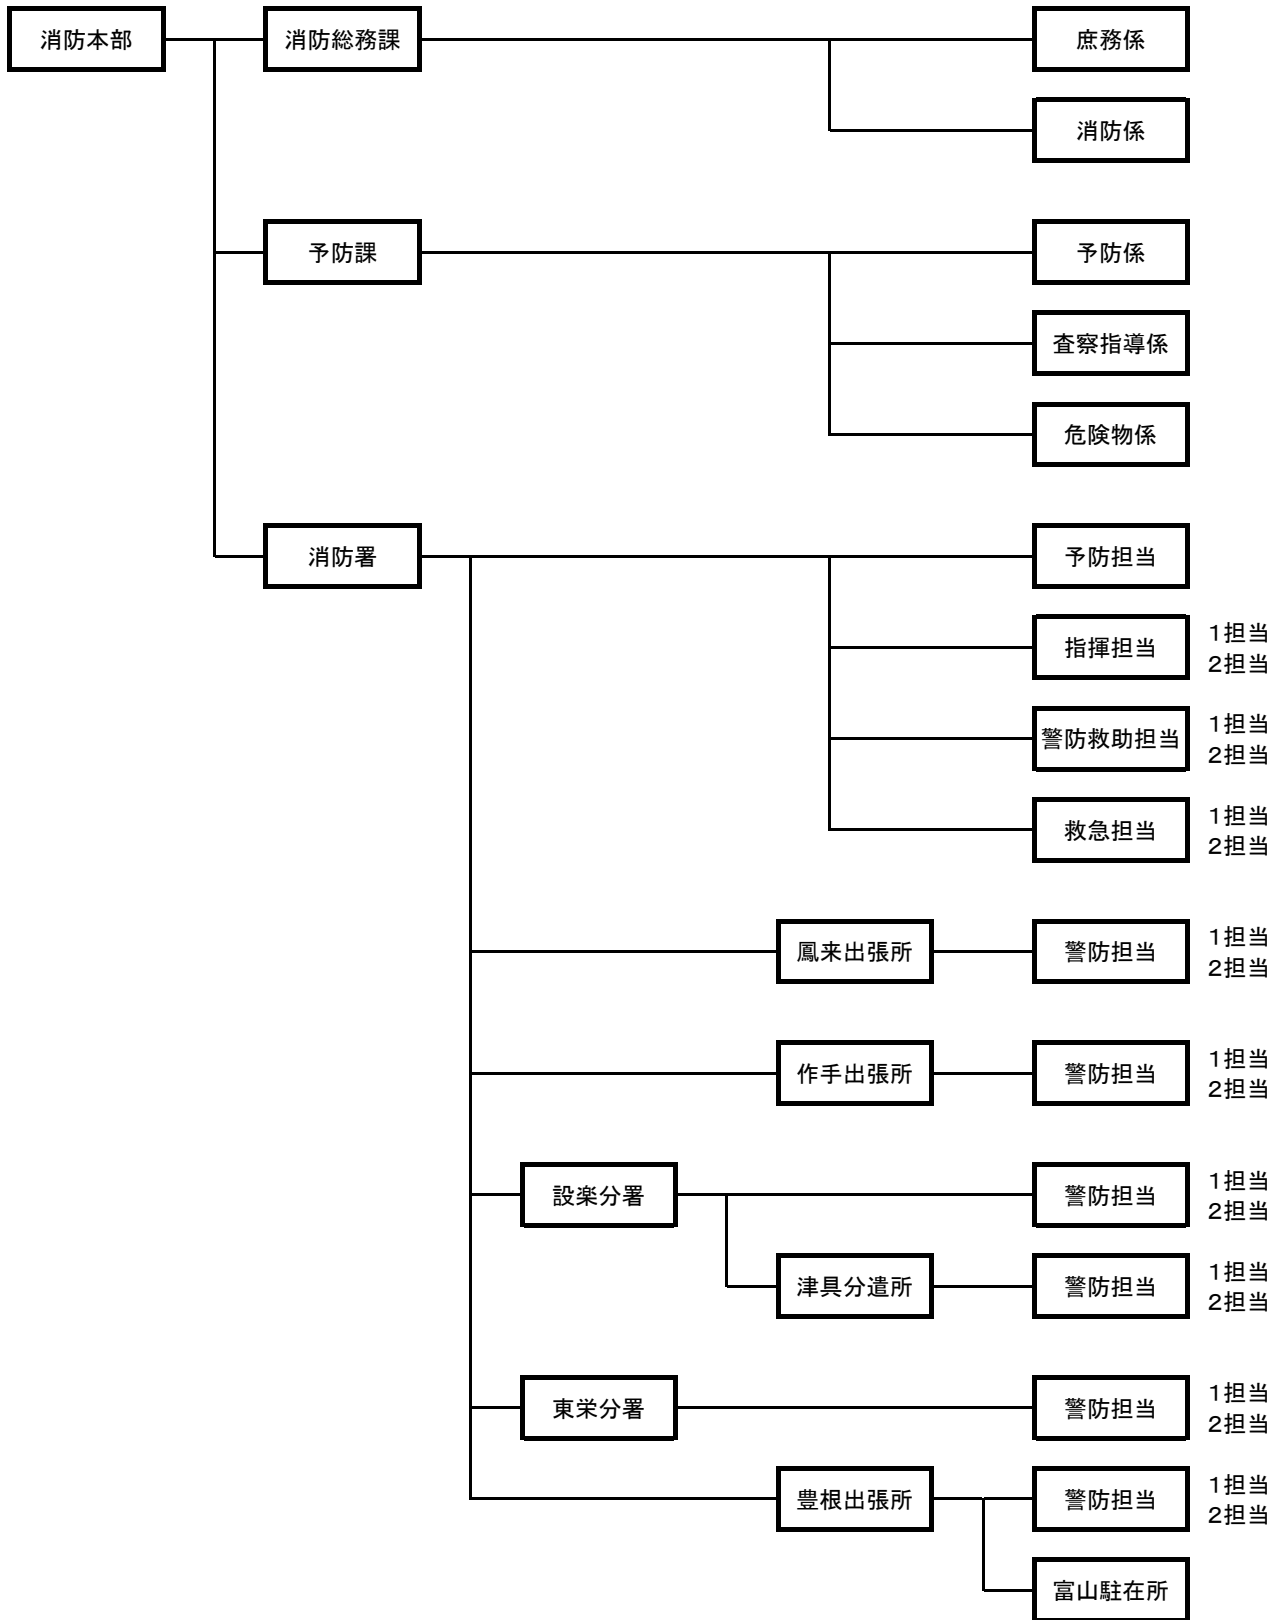 消防本部
消防総務課
庶務係
消防係
予防課
予防係
査察指導係
危険物係
消防署
予防担当
指揮担当
1担当
2担当
警防救助担当
1担当
2担当
救急担当
1担当
2担当
鳳来出張所
警防担当
1担当
2担当
作手出張所
警防担当
1担当
2担当
設楽分署
警防担当
1担当
2担当
津具分遣所
警防担当
1担当
2担当
東栄分署
警防担当
1担当
2担当
豊根出張所
警防担当
1担当
2担当
富山駐在所